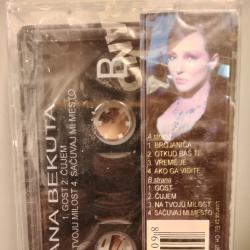 ANA BEKUTA
1. GOST 2. ČUJEM
TVOJU MILOST 4. SAČUVAJ MI MESTO
A strana
1. BROJANICA
2. OTKUD BAŠ TI
3. VREME JE
4. AKO GA VIDITE
B strana
1. GOST
2. ČUJEM
3. NA TVOJU MILOST
4. SAČUVAJ MI MESTO